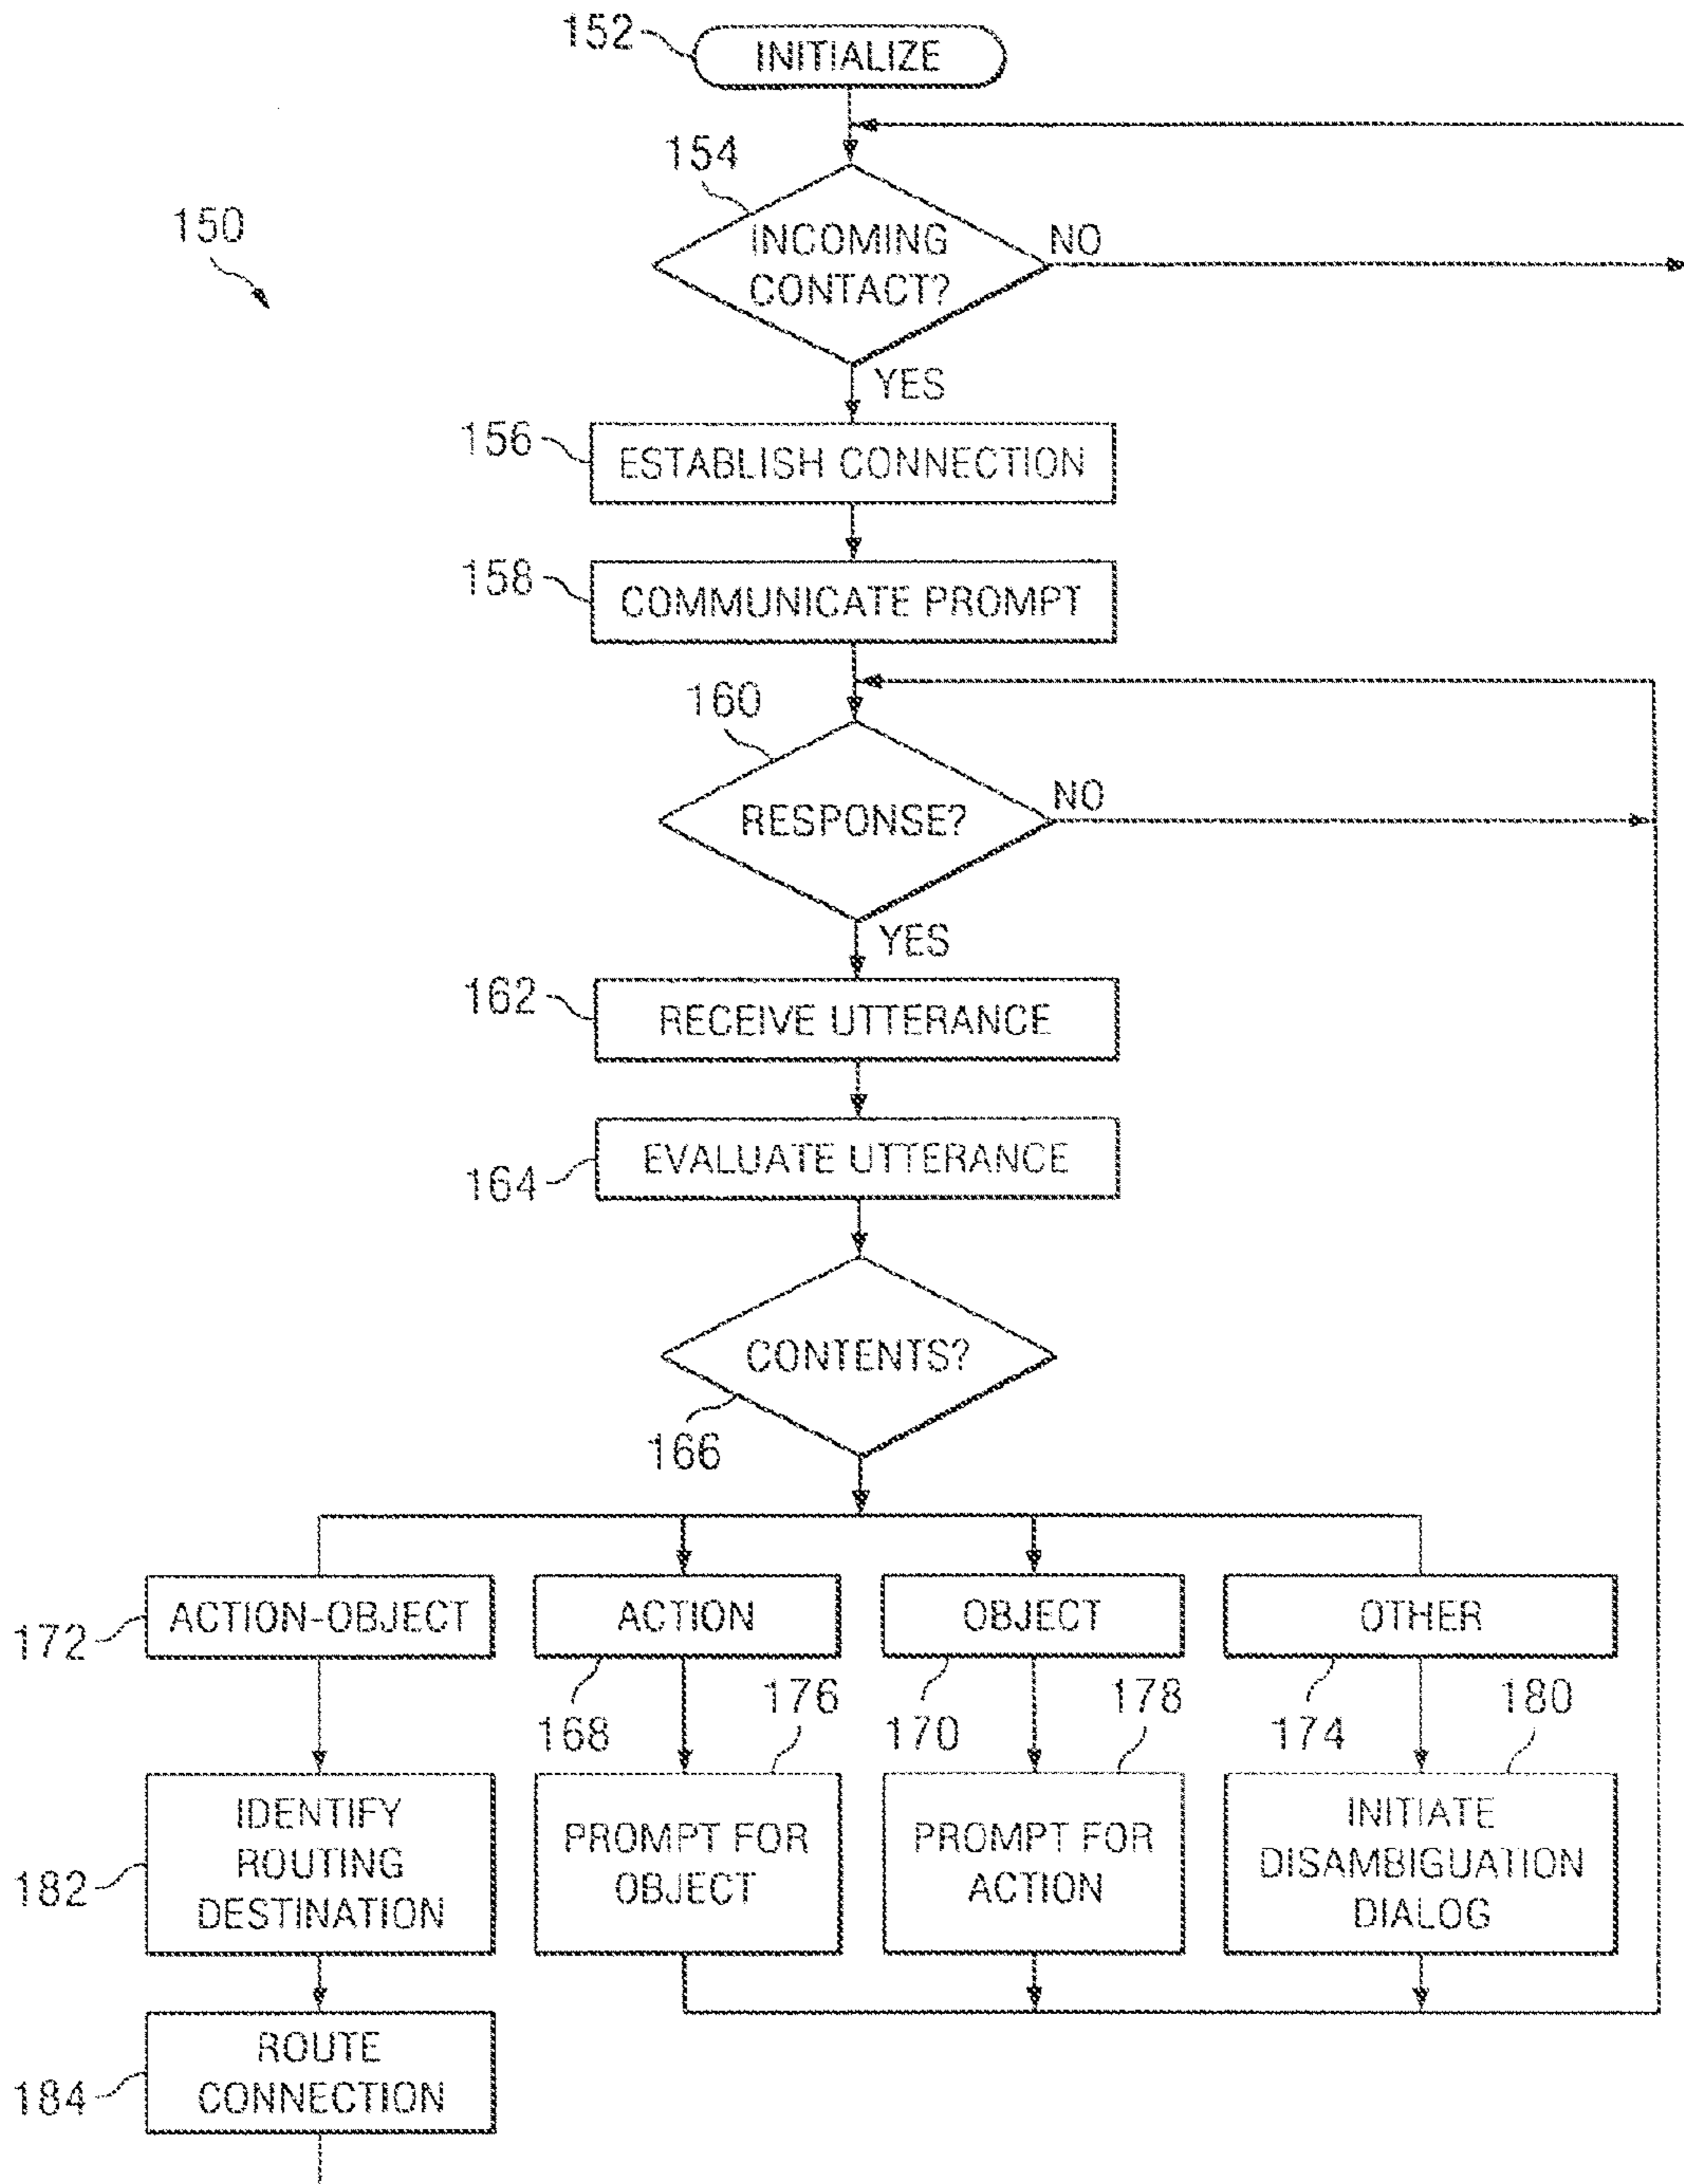 152
INITIALIZE
154
150
INCOMING
CONTACT?
NO
YES
156
ESTABLISH CONNECTION
158
COMMUNICATE PROMPT
160
RESPONSE?
NO
YES
162
RECEIVE UTTERANCE
164
EVALUATE UTTERANCE
CONTENTS?
166
172
ACTION-OBJECT
ACTION
OBJECT
OTHER
168
176
170
178
174
180
182
IDENTIFY
ROUTING
DESTINATION
PROMPT FOR
OBJECT
PROMPT FOR
ACTION
INITIATE
DISAMBIGUATION
DIALOG
184
ROUTE
CONNECTION